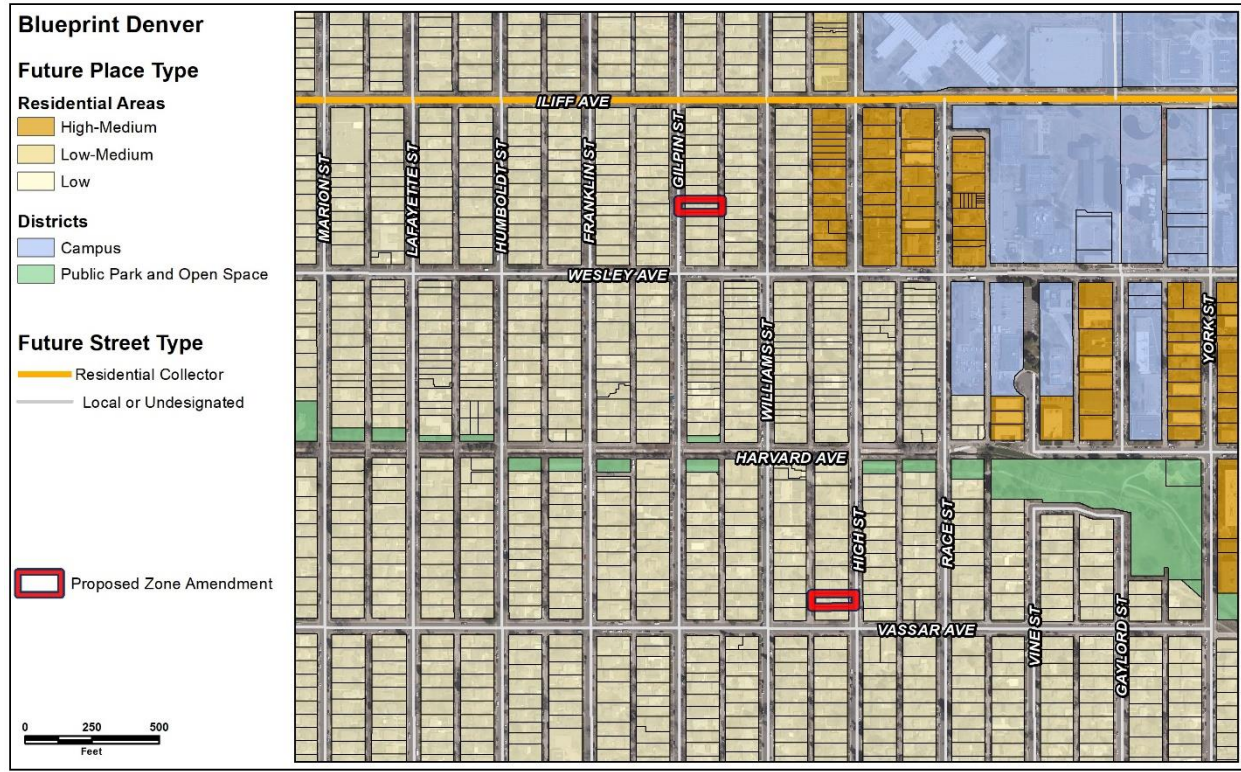 Blueprint Denver
Future Place Type
Residential Areas
High-Medium
Low-Medium
Low
Districts
Campus
Public Park and Open Space
Future Street Type
Residential Collector
Local or Undesignated
Proposed Zone Amendment
0 250 500
Feet
ILIFF AVE
MARION ST
LAFAYETTE ST
HUMBOLDT ST
FRANKLIN ST
GILPIN ST
WESLEY AVE
WILLIAMS ST
YORK ST
HARVARD AVE
HIGH ST
RACE ST
VASSAR AVE
VINE ST
GAYLORD ST